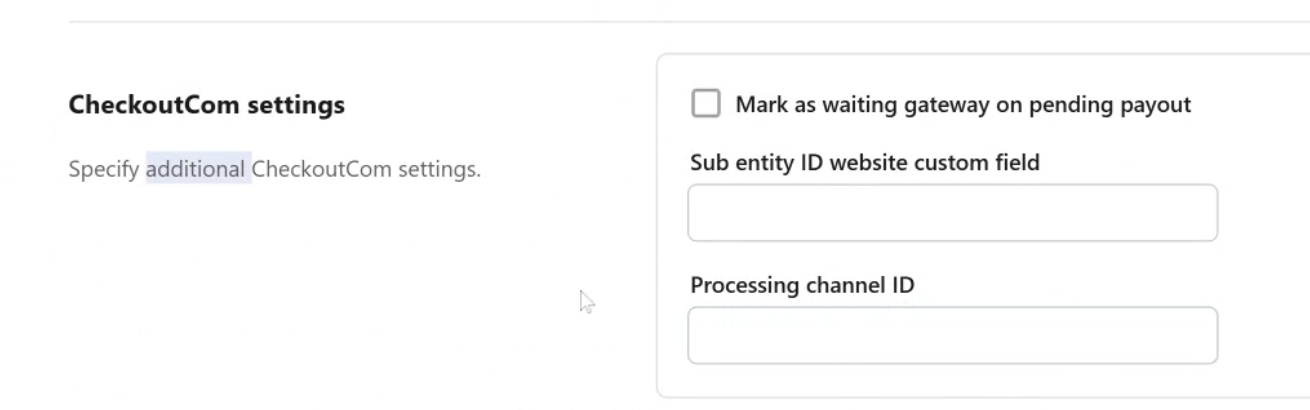 CheckoutCom settings
Specify additional CheckoutCom settings.
Mark as waiting gateway on pending payout
Sub entity ID website custom field
Processing channel ID